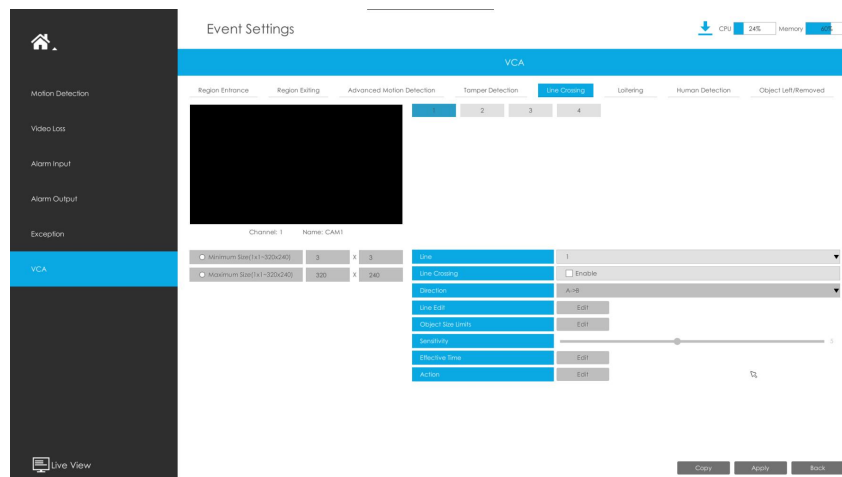 Event Settings
CPU 24% Memory
VCA
Motion Detection
Video Loss
Alarm Input
Alarm Output
Exception
VCA
Live View
Region Entrance Region Exiting Advanced Motion Detection Tamper Detection Line Crossing Loitering Human Detection Object Left/Removed
1 2 3 4
Channel: 1 Name: CAM1
Minimum Size(1x1~320x240) 3 X 3
Maximum Size(1x1~320x240) 320 X 240
Line 1
Line Crossing Enable
Direction A->B
Line Edit Edit
Object Size Limits Edit
Sensitivity 5
Effective Time Edit
Action Edit
Copy Apply Back